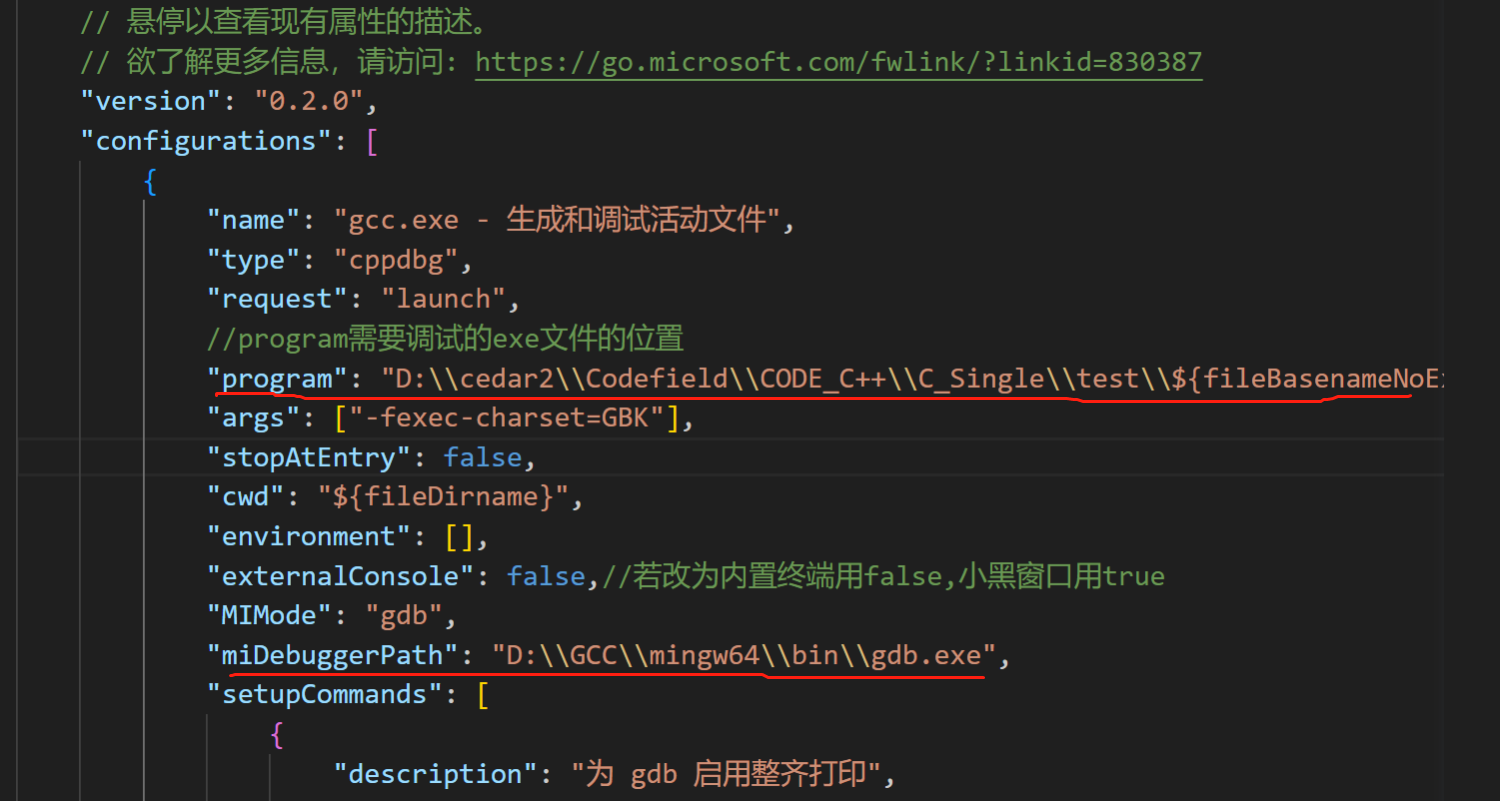 // 悬停以查看现有属性的描述。
// 欲了解更多信息，请访问: https://go.microsoft.com/fwlink/?linkid=830387
"version": "0.2.0",
"configurations": [
{
"name": "gcc.exe - 生成和调试活动文件",
"type": "cppdbg",
"request": "launch",
//program需要调试的exe文件的位置
"program": "D:\\cedar2\\Codefield\\CODE_C++\\C_Single\\test\\${fileBasenameNoEx
"args": ["-fexec-charset=GBK"],
"stopAtEntry": false,
"cwd": "${fileDirname}",
"environment": [],
"externalConsole": false,//若改为内置终端用false,小黑窗口用true
"MIMode": "gdb",
"miDebuggerPath": "D:\\GCC\\mingw64\\bin\\gdb.exe",
"setupCommands": [
{
"description": "为 gdb 启用整齐打印",